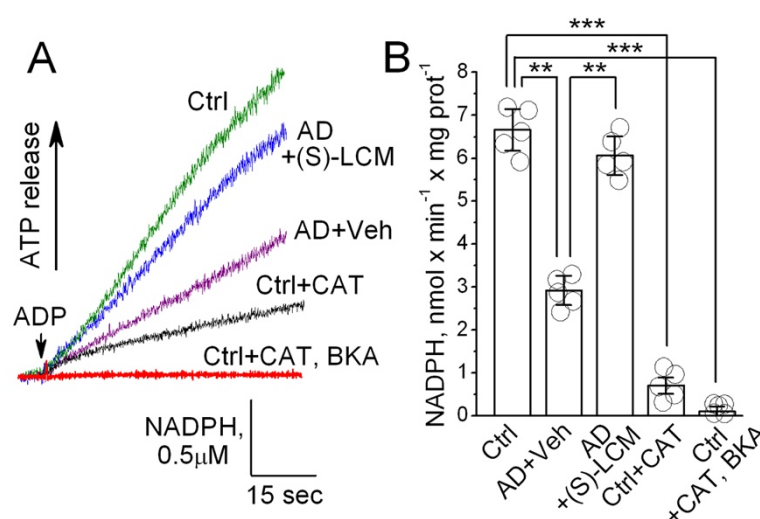 A
ATP release
Ctrl
AD
+(S)-LCM
AD+Veh
ADP
Ctrl+CAT
Ctrl+CAT, BKA
NADPH,
0.5μM
15 sec
B
***
***
**
**
NADPH, nmol x min⁻¹ x mg prot⁻¹
8
7
6
5
4
3
2
1
0
Ctrl
AD+Veh
AD
+(S)-LCM
Ctrl+CAT
Ctrl
+CAT, BKA